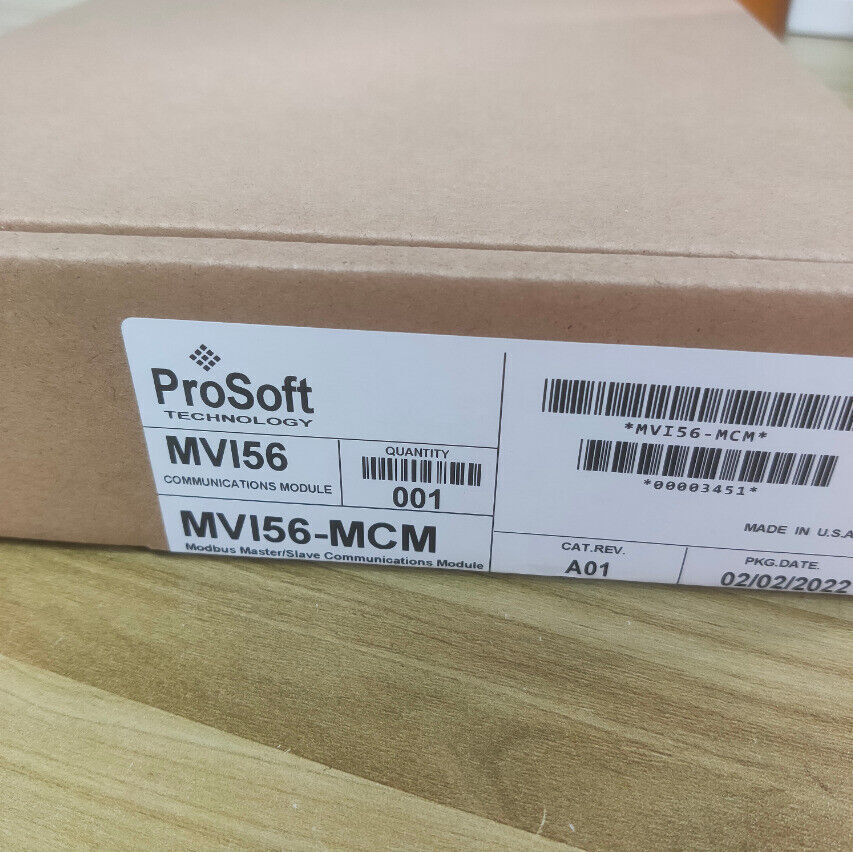 ProSoft
TECHNOLOGY
MVI56
COMMUNICATIONS MODULE
QUANTITY
001
MVI56-MCM
Modbus Master/Slave Communications Module
*MVI56-MCM*
*00003451*
MADE IN U.S.A
CAT.REV.
A01
PKG.DATE.
02/02/2022